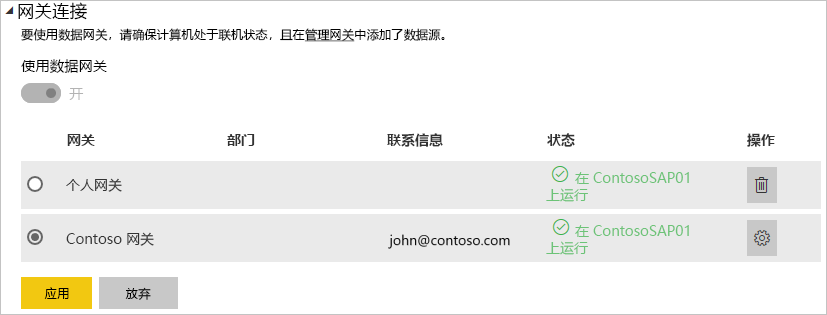 网关连接
要使用数据网关，请确保计算机处于联机状态，且在管理网关中添加了数据源。
使用数据网关
开
网关 部门 联系信息 状态 操作
个人网关 在 ContosoSAP01
上运行
Contoso 网关 john@contoso.com 在 ContosoSAP01
上运行
应用 放弃